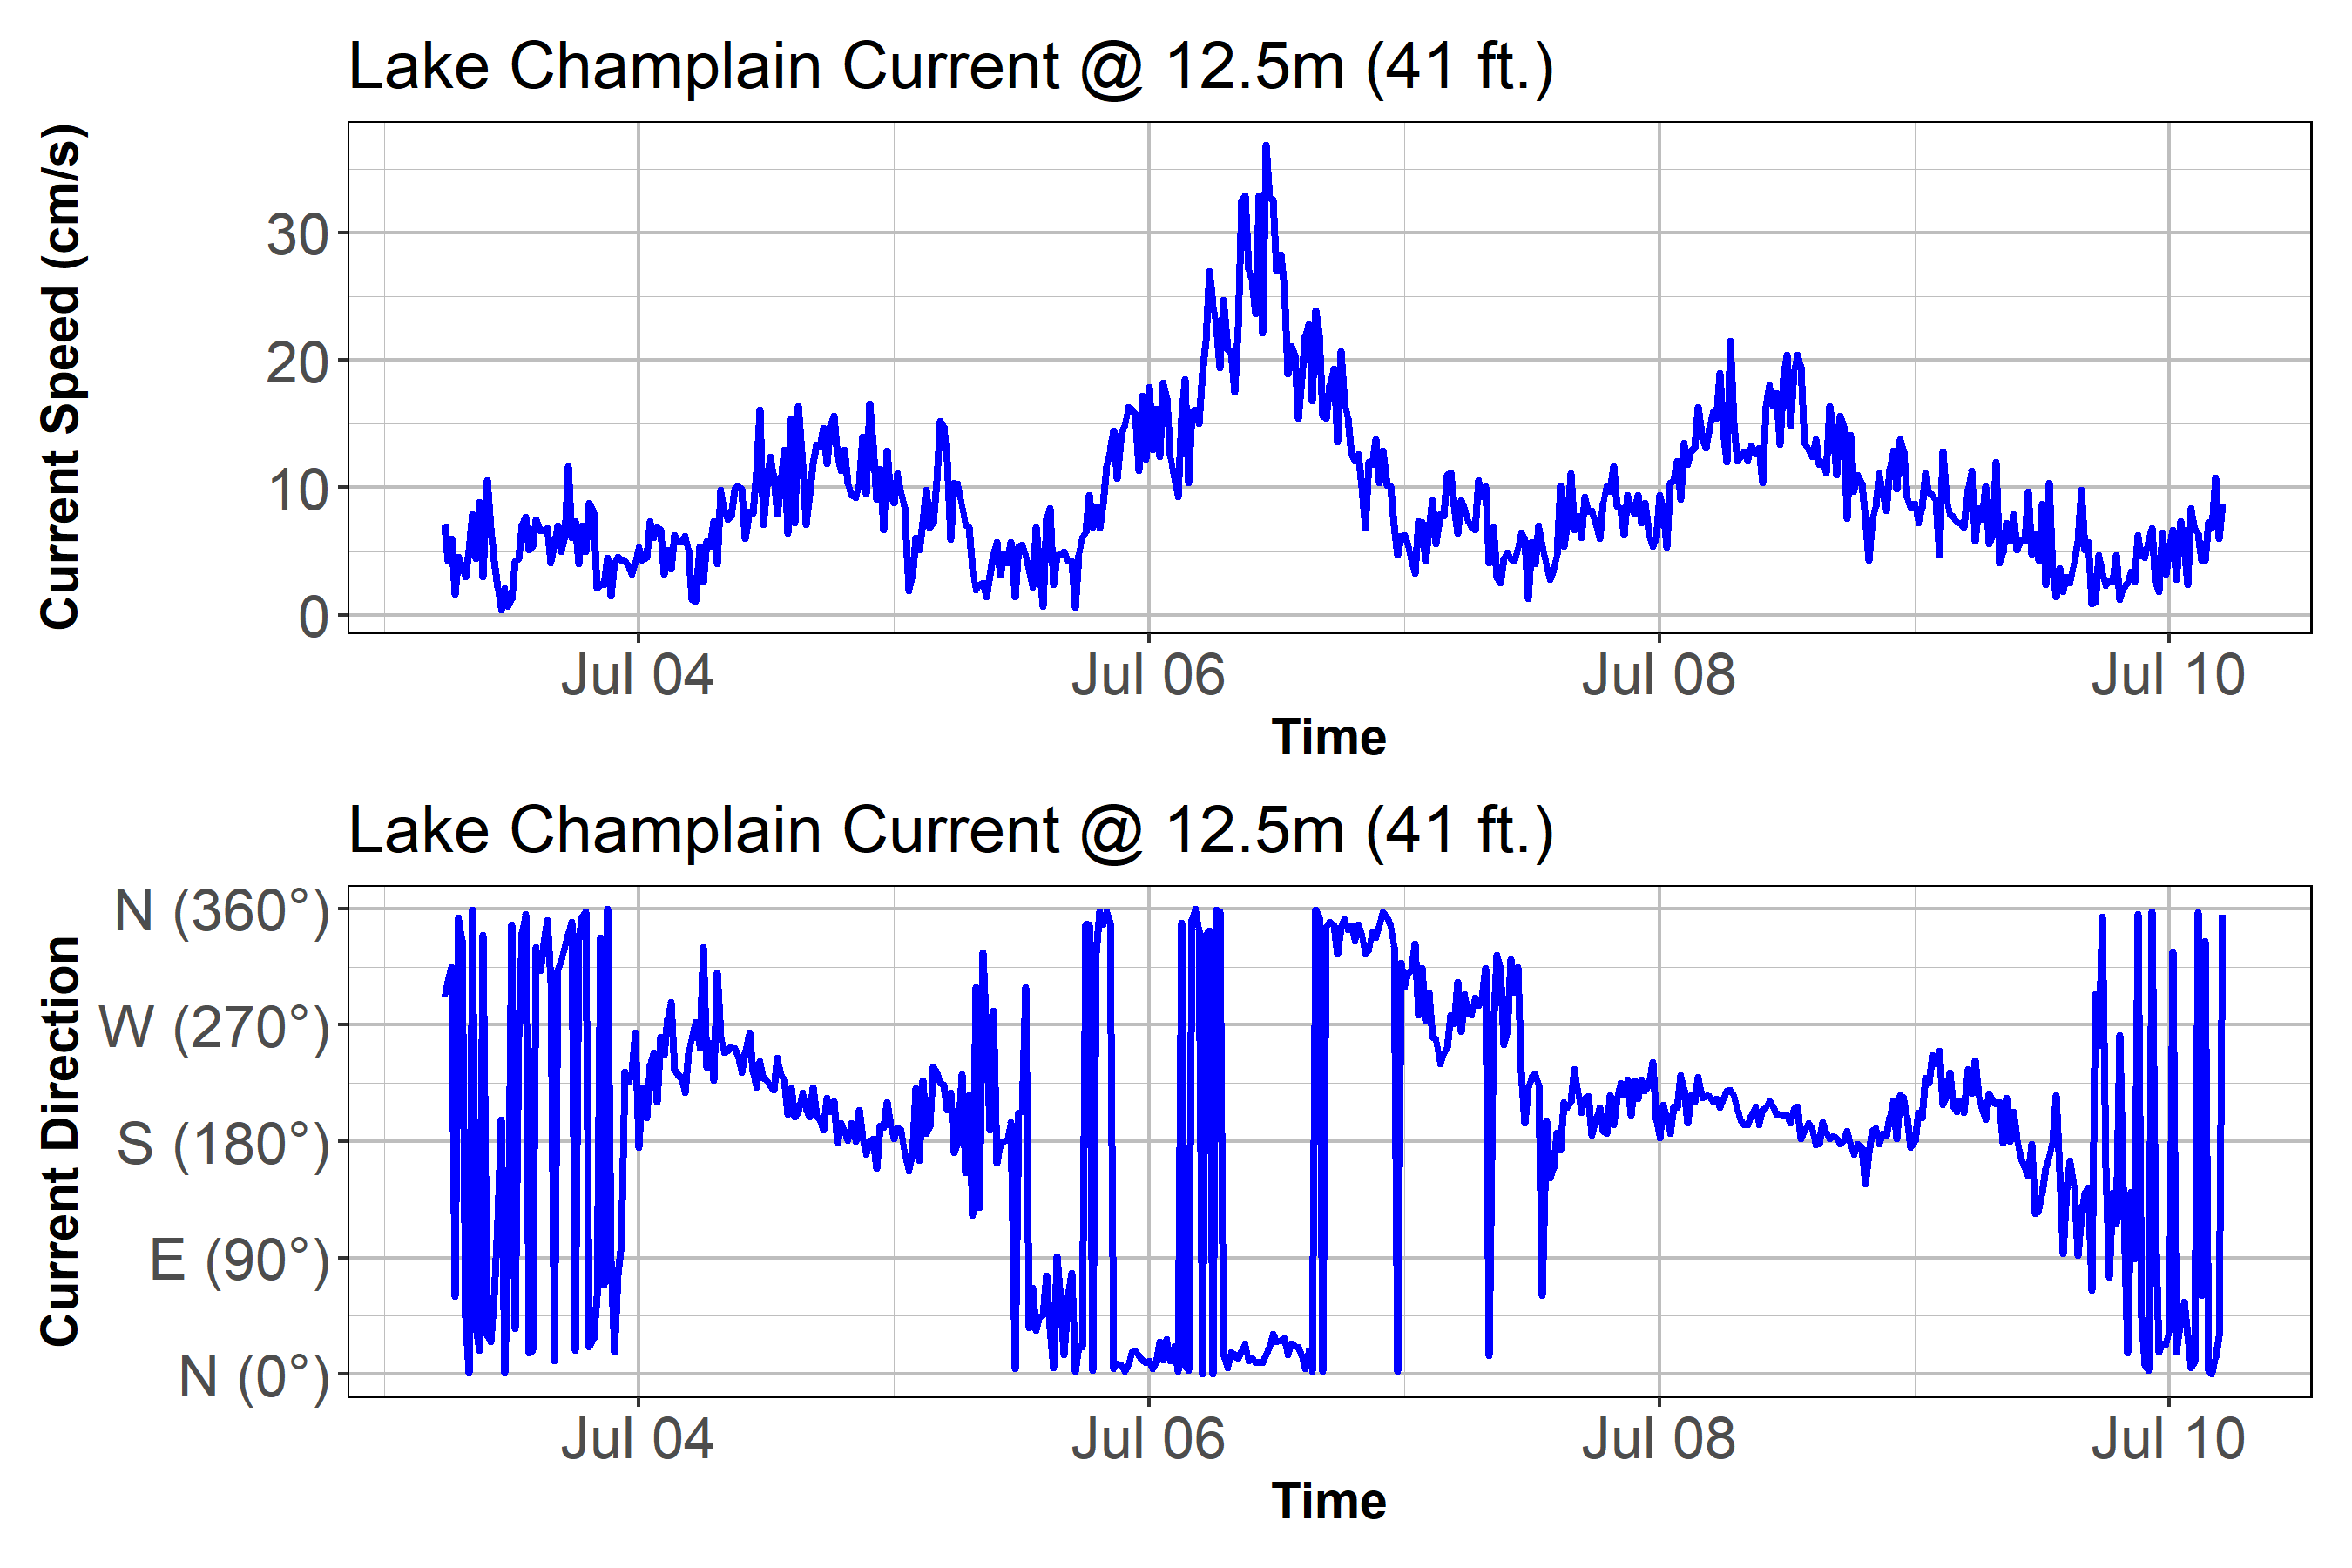 Lake Champlain Current @ 12.5m (41 ft.)
Current Speed (cm/s)
30
20
10
0
Jul 04 Jul 06 Jul 08 Jul 10
Time
Lake Champlain Current @ 12.5m (41 ft.)
Current Direction
N (360°)
W (270°)
S (180°)
E (90°)
N (0°)
Jul 04 Jul 06 Jul 08 Jul 10
Time